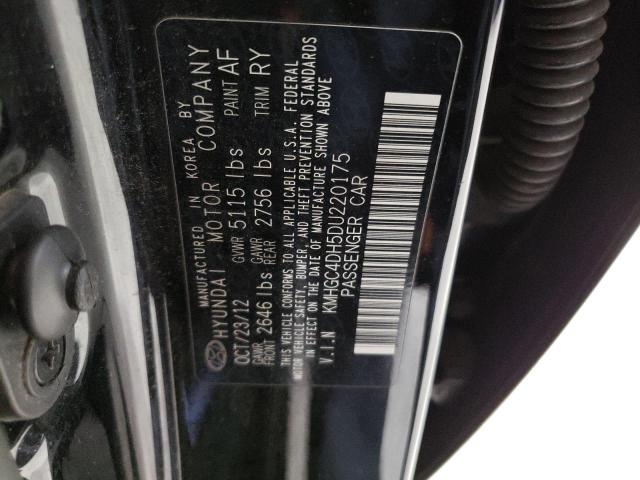 MANUFACTURED IN KOREA BY
HYUNDAI MOTOR COMPANY
OCT/23/12 GVWR 5115 lbs PAINT AF
GAWR FRONT 2646 lbs GAWR REAR 2756 lbs TRIM RY
THIS VEHICLE CONFORMS TO ALL APPLICABLE U.S.A. FEDERAL
MOTOR VEHICLE SAFETY, BUMPER, AND THEFT PREVENTION STANDARDS
IN EFFECT ON THE DATE OF MANUFACTURE SHOWN ABOVE
V.I.N KMHGC4DH5DU220175
PASSENGER CAR